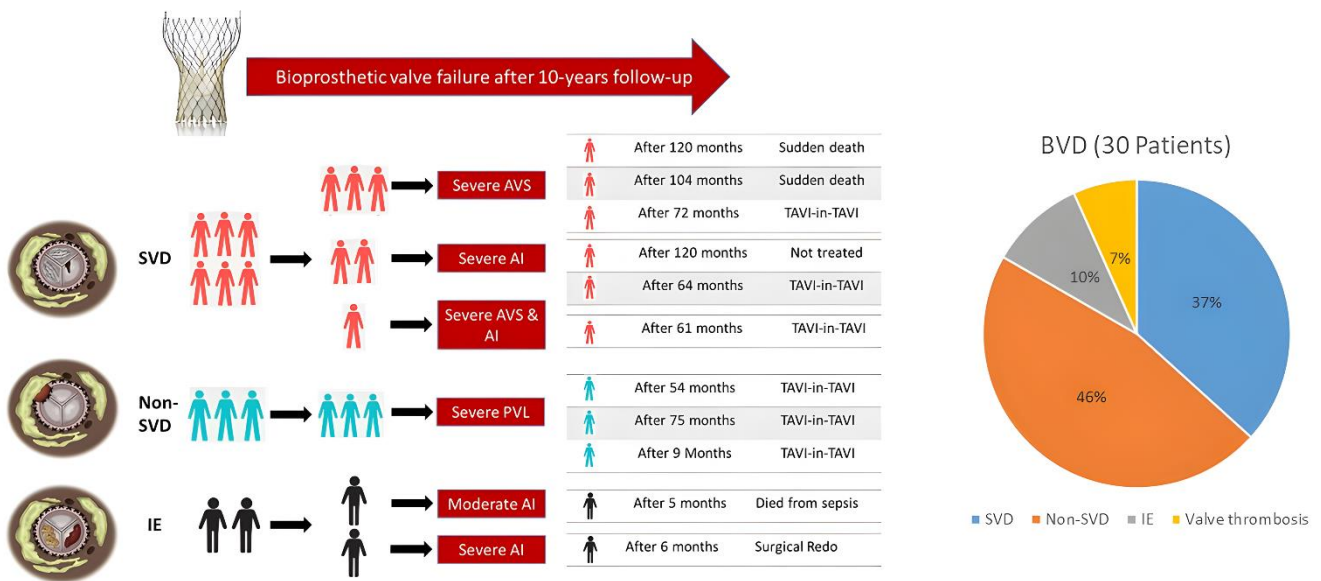 Bioprosthetic valve failure after 10-years follow-up
SVD
Severe AVS
After 120 months Sudden death
After 104 months Sudden death
After 72 months TAVI-in-TAVI
Severe AI
After 120 months Not treated
After 64 months TAVI-in-TAVI
Severe AVS &
AI
After 61 months TAVI-in-TAVI
Non-
SVD
Severe PVL
After 54 months TAVI-in-TAVI
After 75 months TAVI-in-TAVI
After 9 Months TAVI-in-TAVI
IE
Moderate AI
After 5 months Died from sepsis
Severe AI
After 6 months Surgical Redo
BVD (30 Patients)
7%
10%
37%
46%
SVD Non-SVD IE Valve thrombosis